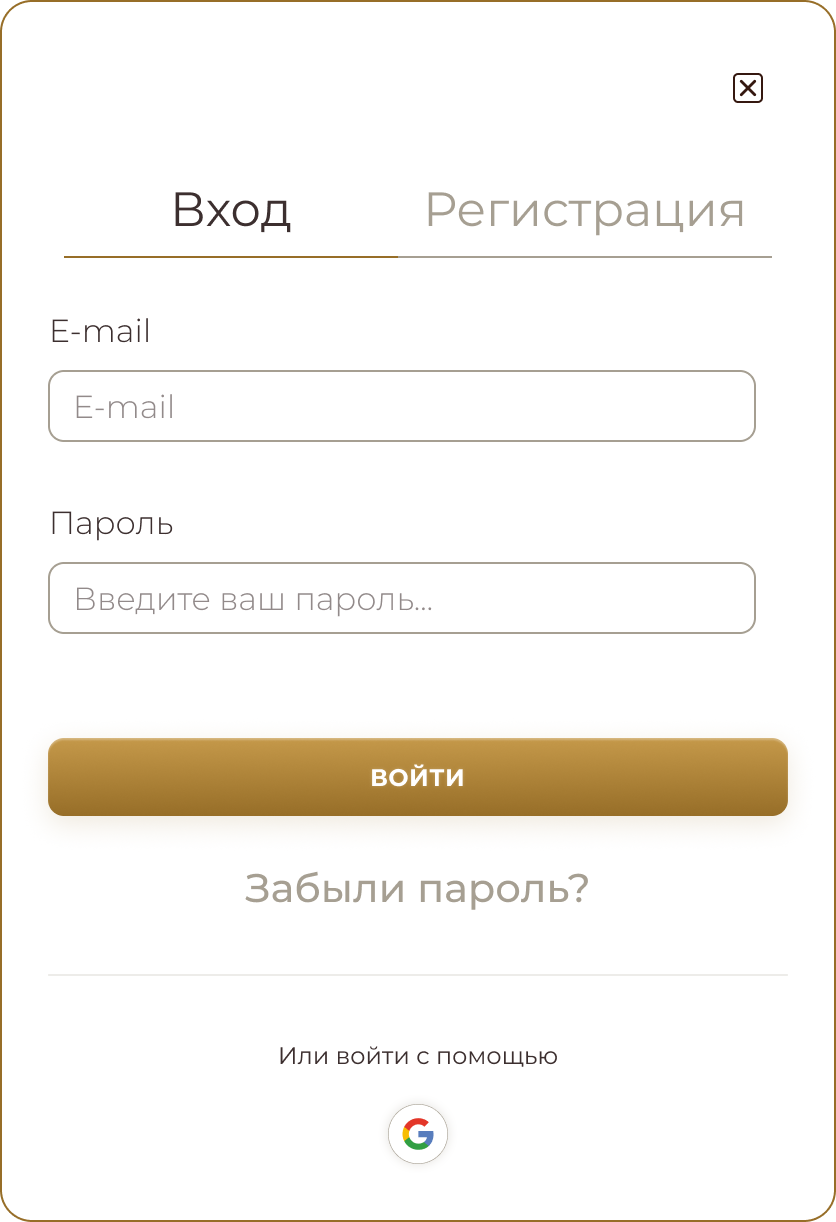 Вход Регистрация
E-mail
E-mail
Пароль
Введите ваш пароль...
ВОЙТИ
Забыли пароль?
Или войти с помощью